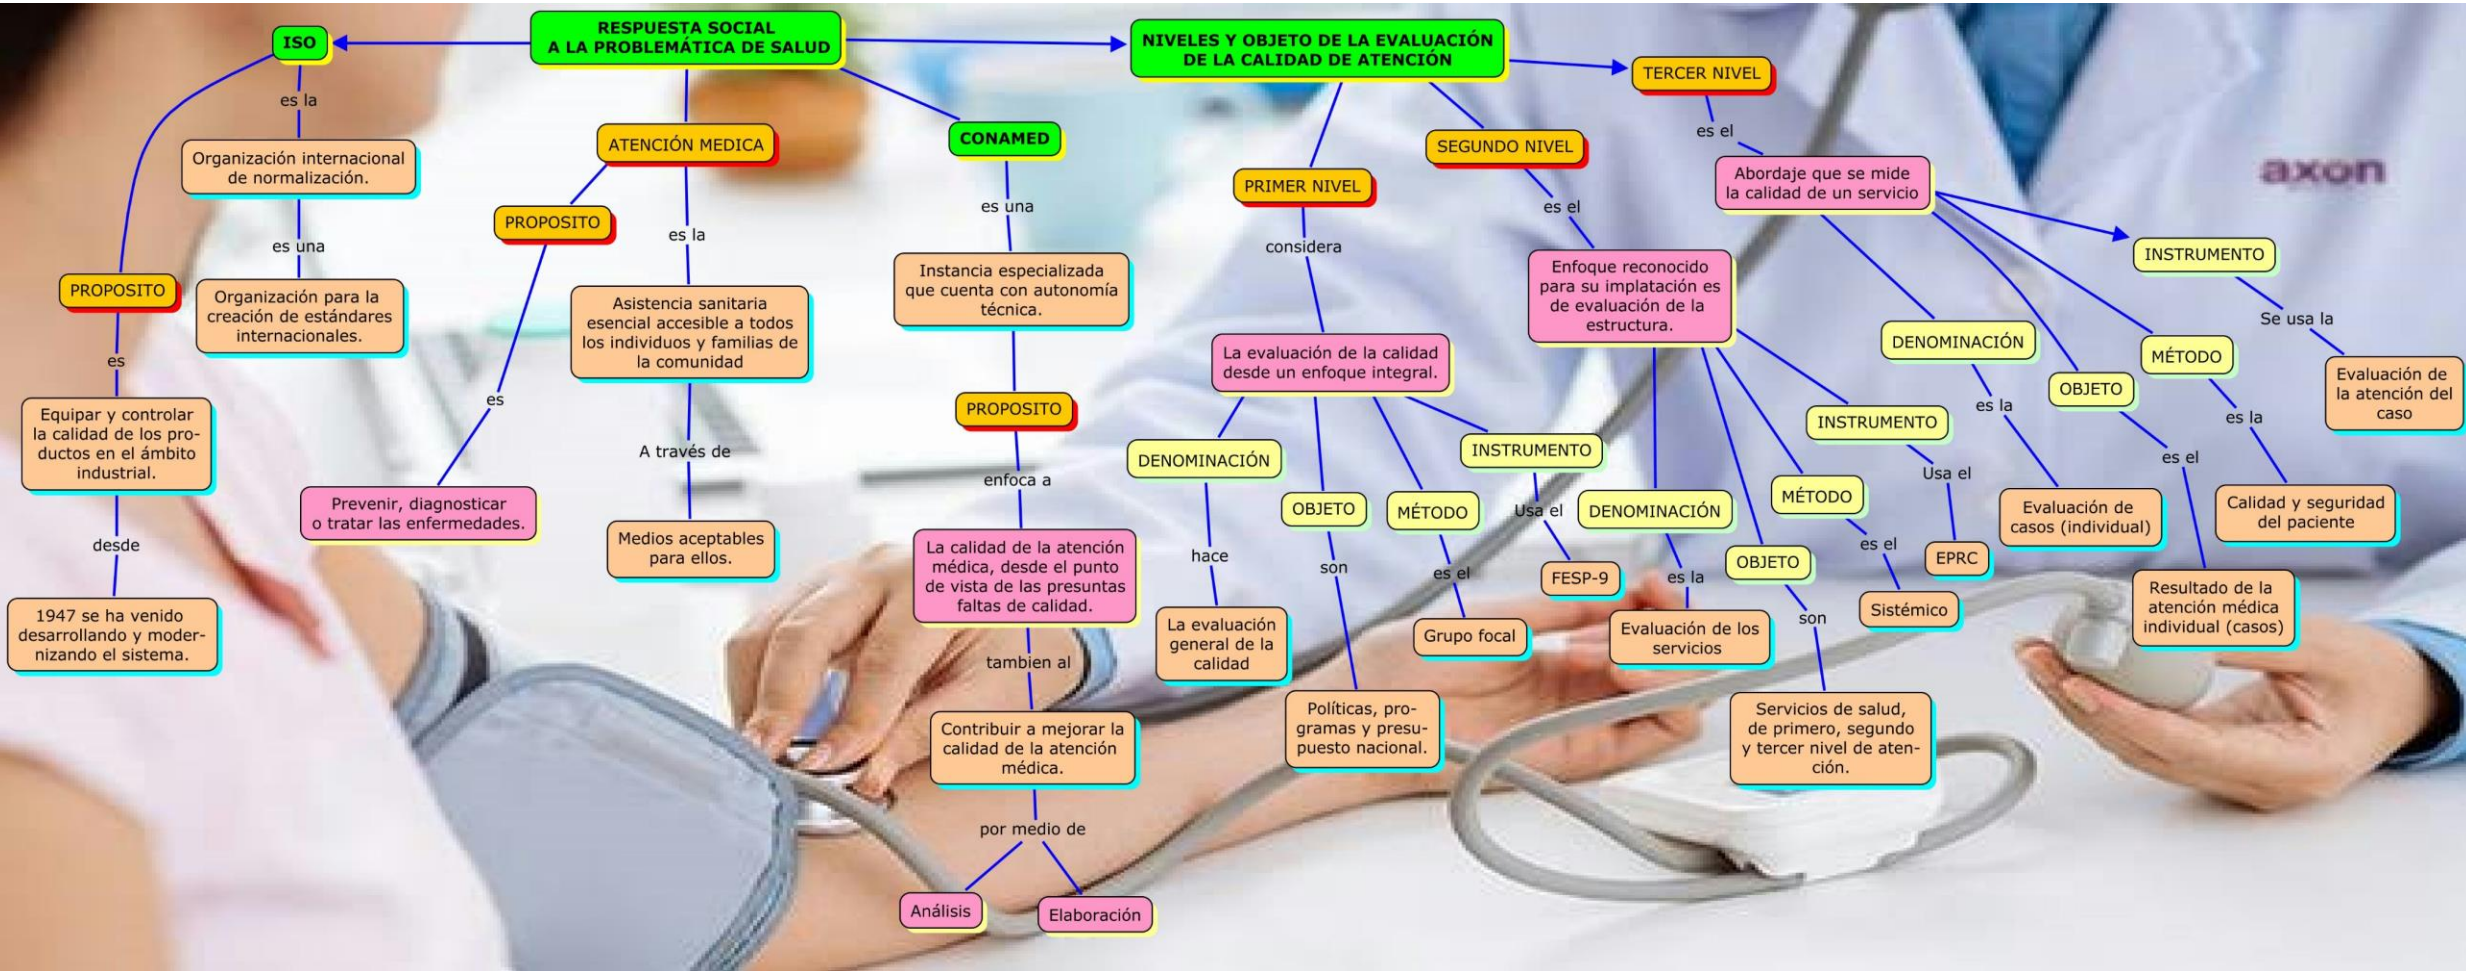 RESPUESTA SOCIAL
A LA PROBLEMÁTICA DE SALUD
ISO
es la
Organización internacional
de normalización.
es una
Organización para la
creación de estándares
internacionales.
PROPOSITO
es
Equipar y controlar
la calidad de los pro-
ductos en el ámbito
industrial.
desde
1947 se ha venido
desarrollando y moder-
nizando el sistema.
ATENCIÓN MEDICA
PROPOSITO
es
Prevenir, diagnosticar
o tratar las enfermedades.
es la
Asistencia sanitaria
esencial accesible a todos
los individuos y familias de
la comunidad
A través de
Medios aceptables
para ellos.
CONAMED
es una
Instancia especializada
que cuenta con autonomía
técnica.
PROPOSITO
enfoca a
La calidad de la atención
médica, desde el punto
de vista de las presuntas
faltas de calidad.
tambien al
Contribuir a mejorar la
calidad de la atención
médica.
por medio de
Análisis
Elaboración
NIVELES Y OBJETO DE LA EVALUACIÓN
DE LA CALIDAD DE ATENCIÓN
PRIMER NIVEL
considera
La evaluación de la calidad
desde un enfoque integral.
DENOMINACIÓN
hace
La evaluación
general de la
calidad
OBJETO
son
Políticas, pro-
gramas y presu-
puesto nacional.
MÉTODO
es el
Grupo focal
INSTRUMENTO
Usa el
FESP-9
SEGUNDO NIVEL
es el
Enfoque reconocido
para su implatación es
de evaluación de la
estructura.
DENOMINACIÓN
es la
Evaluación de los
servicios
OBJETO
son
Servicios de salud,
de primero, segundo
y tercer nivel de aten-
ción.
MÉTODO
es el
Sistémico
INSTRUMENTO
Usa el
EPRC
TERCER NIVEL
es el
Abordaje que se mide
la calidad de un servicio
DENOMINACIÓN
es la
Evaluación de
casos (individual)
OBJETO
es el
Resultado de la
atención médica
individual (casos)
MÉTODO
es la
Calidad y seguridad
del paciente
INSTRUMENTO
Se usa la
Evaluación de
la atención del
caso
axon